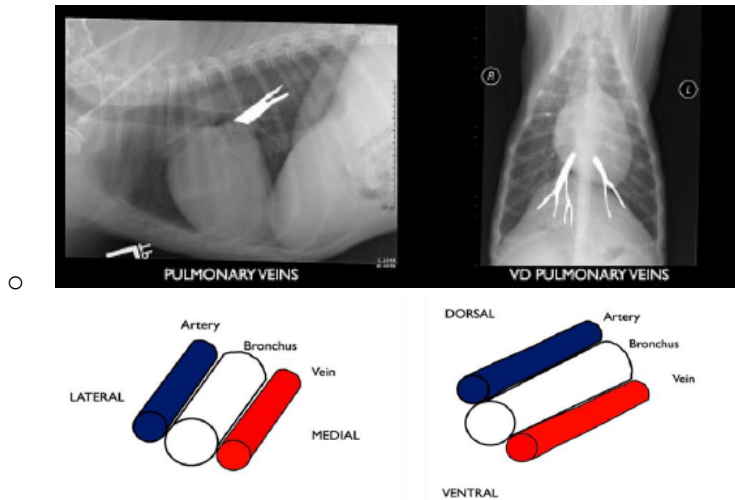 R
L
PULMONARY VEINS
VD PULMONARY VEINS
Artery
Bronchus
Vein
LATERAL
MEDIAL
DORSAL
Artery
Bronchus
Vein
VENTRAL